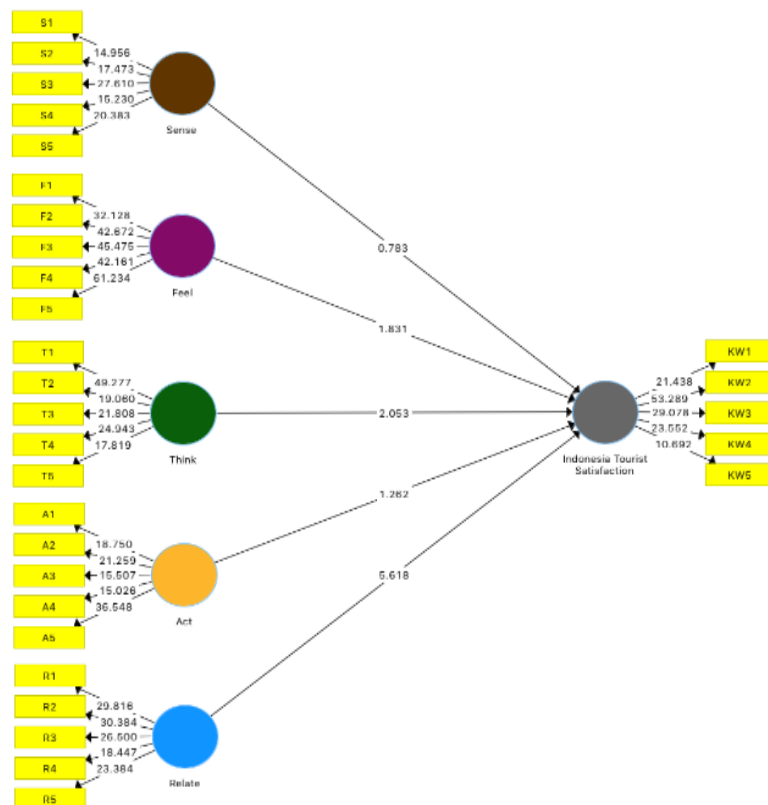 S1
S2
S3
S4
S5
14.956
17.473
27.610
15.230
20.383
Sense
F1
F2
F3
F4
F5
32.128
42.672
45.475
42.161
61.234
Feel
T1
T2
T3
T4
T5
49.277
19.060
21.808
24.943
17.819
Think
A1
A2
A3
A4
A5
18.750
21.259
15.507
15.026
36.548
Act
R1
R2
R3
R4
R5
29.816
30.384
26.500
18.447
23.384
Relate
0.783
1.831
2.053
1.262
5.618
Indonesia Tourist
Satisfaction
21.438
53.289
29.078
23.552
10.692
KW1
KW2
KW3
KW4
KW5